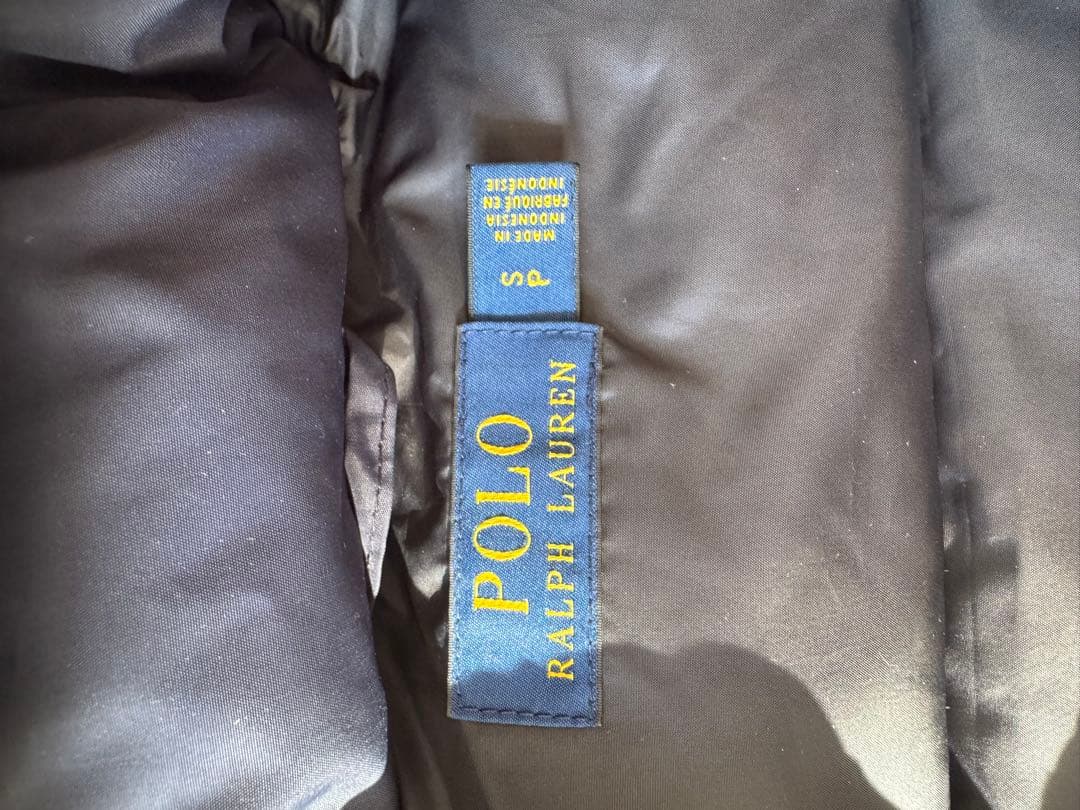 POLO
RALPH LAUREN
S
P
MADE IN
INDONESIA
FABRIQUÉ EN
INDONÉSIE